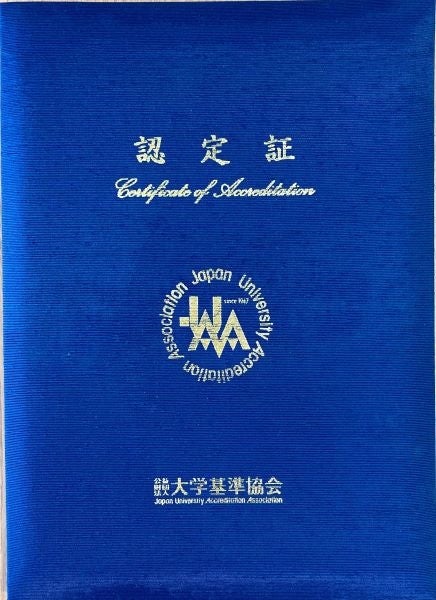 認定証
Certificate of Accreditation
Japan University Accreditation Association
since 1947
JUAA
公益財団法人 大学基準協会
Japan University Accreditation Association